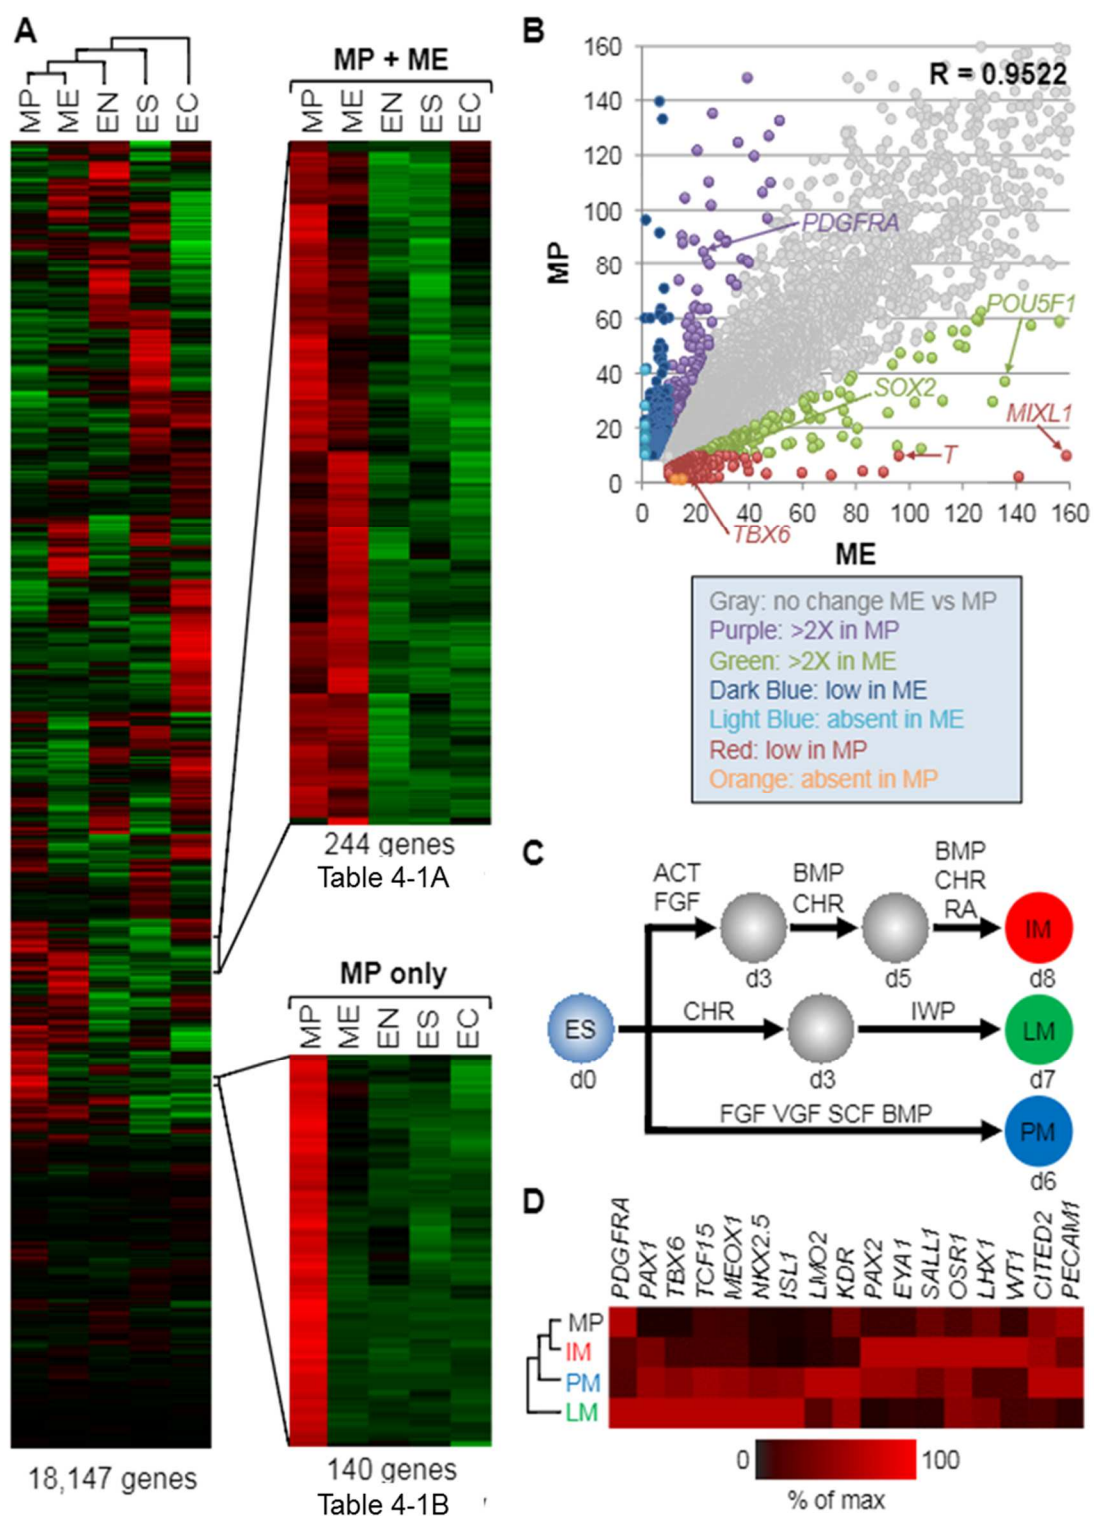 A
MP ME EN ES EC
18,147 genes
MP + ME
MP ME EN ES EC
244 genes
Table 4-1A
MP only
MP ME EN ES EC
140 genes
Table 4-1B
B
R = 0.9522
MP
160
140
120
100
80
60
40
20
0
0 20 40 60 80 100 120 140 160
ME
PDGFRA
POU5F1
SOX2
MIXL1
T
TBX6
Gray: no change ME vs MP
Purple: >2X in MP
Green: >2X in ME
Dark Blue: low in ME
Light Blue: absent in ME
Red: low in MP
Orange: absent in MP
C
ACT
FGF
BMP
CHR
BMP
CHR
RA
IM
d3 d5 d8
ES
d0
CHR
IWP
LM
d3 d7
FGF VGF SCF BMP
PM
d6
D
PDGFRA PAX1 TBX6 TCF15 MEOX1 NKX2.5 ISL1 LMO2 KDR PAX2 EYA1 SALL1 OSR1 LHX1 WT1 CITED2 PECAM1
MP
IM
PM
LM
0 100
% of max